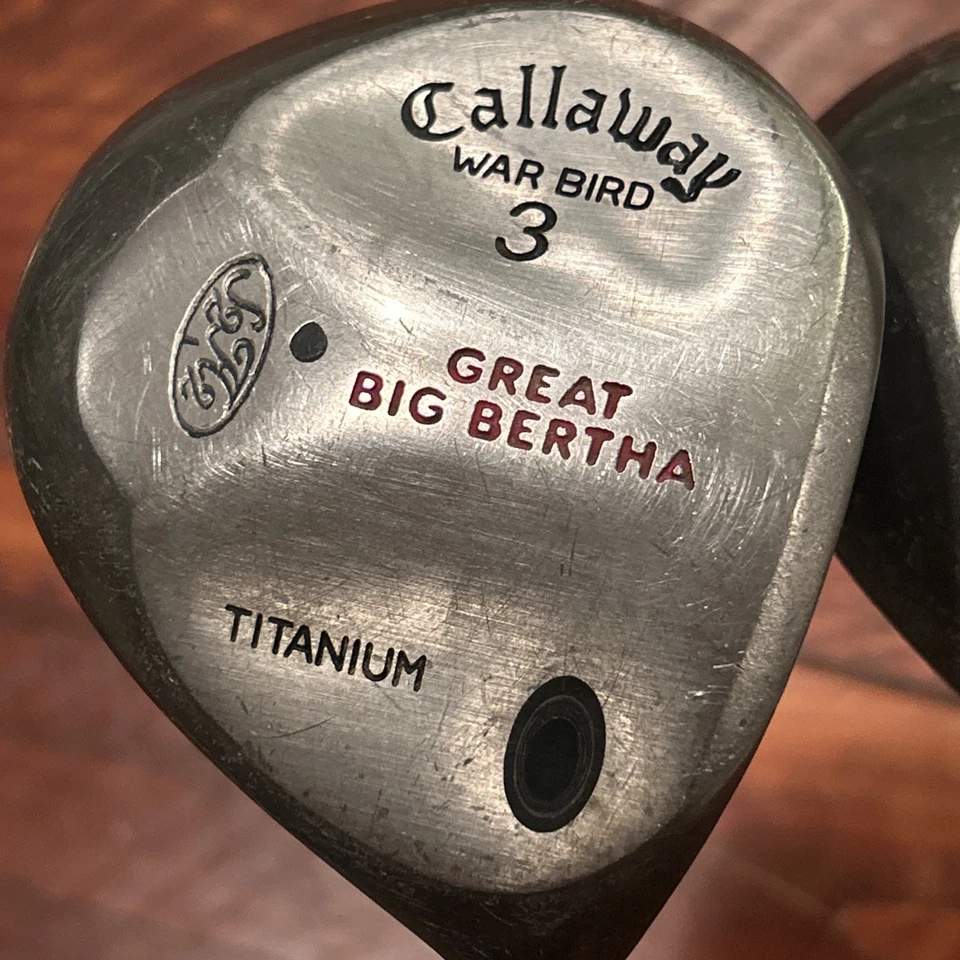 Callaway
WAR BIRD
3
GREAT
BIG BERTHA
TITANIUM